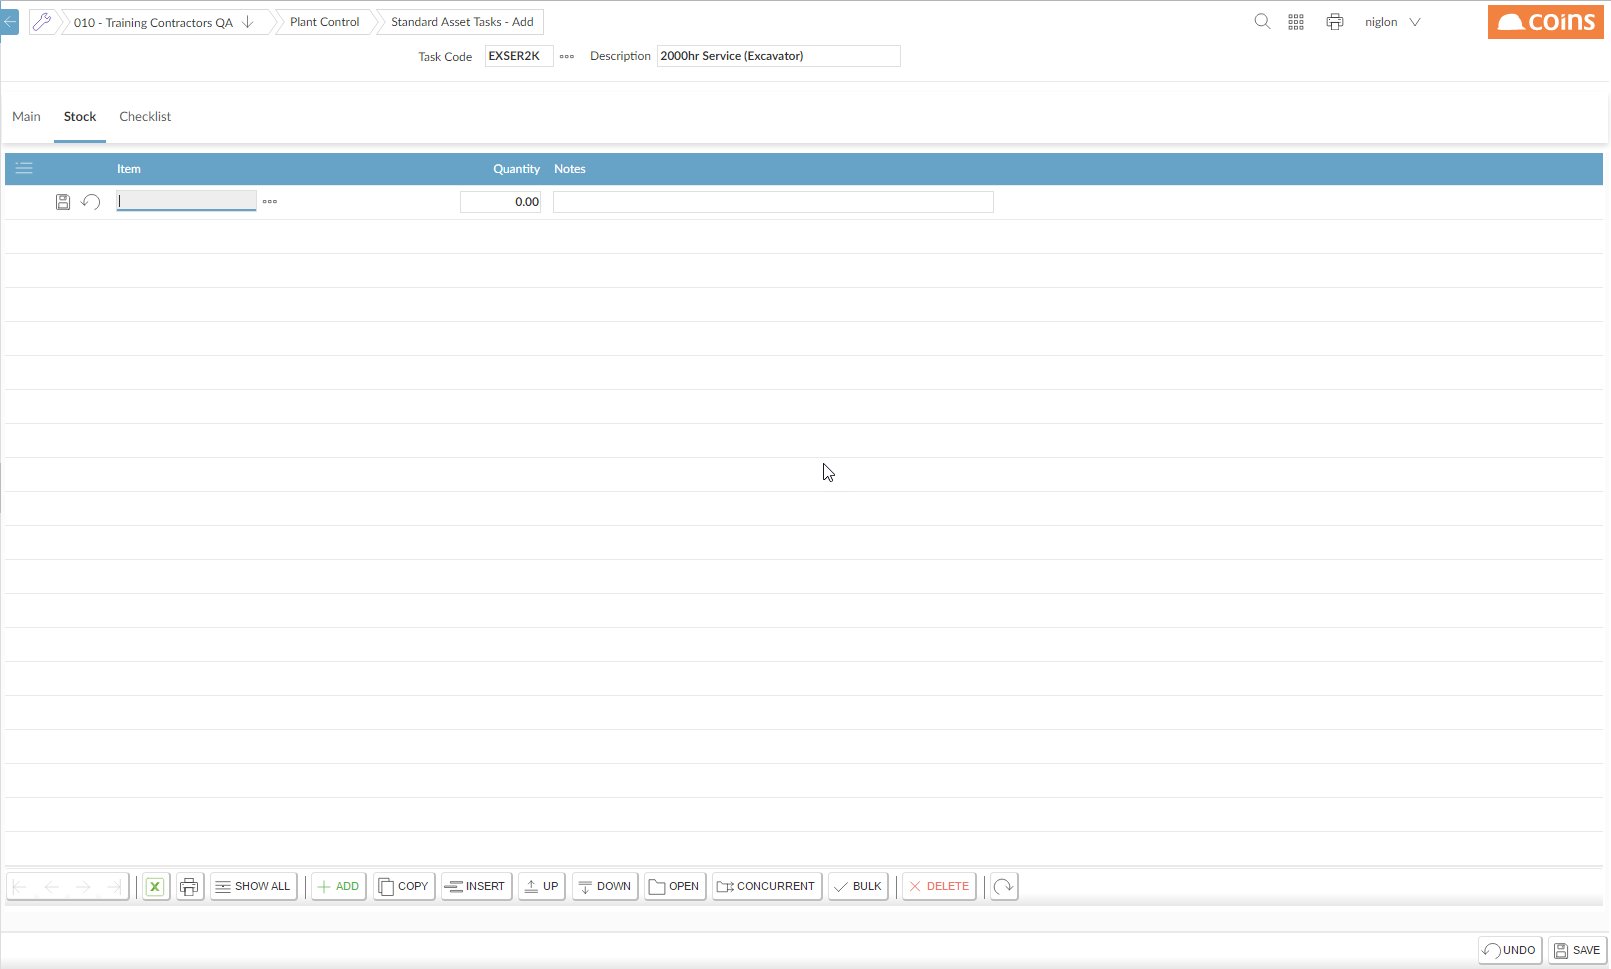 010 - Training Contractors QA Plant Control Standard Asset Tasks - Add niglon coins
Task Code EXSER2K Description 2000hr Service (Excavator)
Main Stock Checklist
Item Quantity Notes
0.00
SHOW ALL ADD COPY INSERT UP DOWN OPEN CONCURRENT BULK DELETE
UNDO SAVE